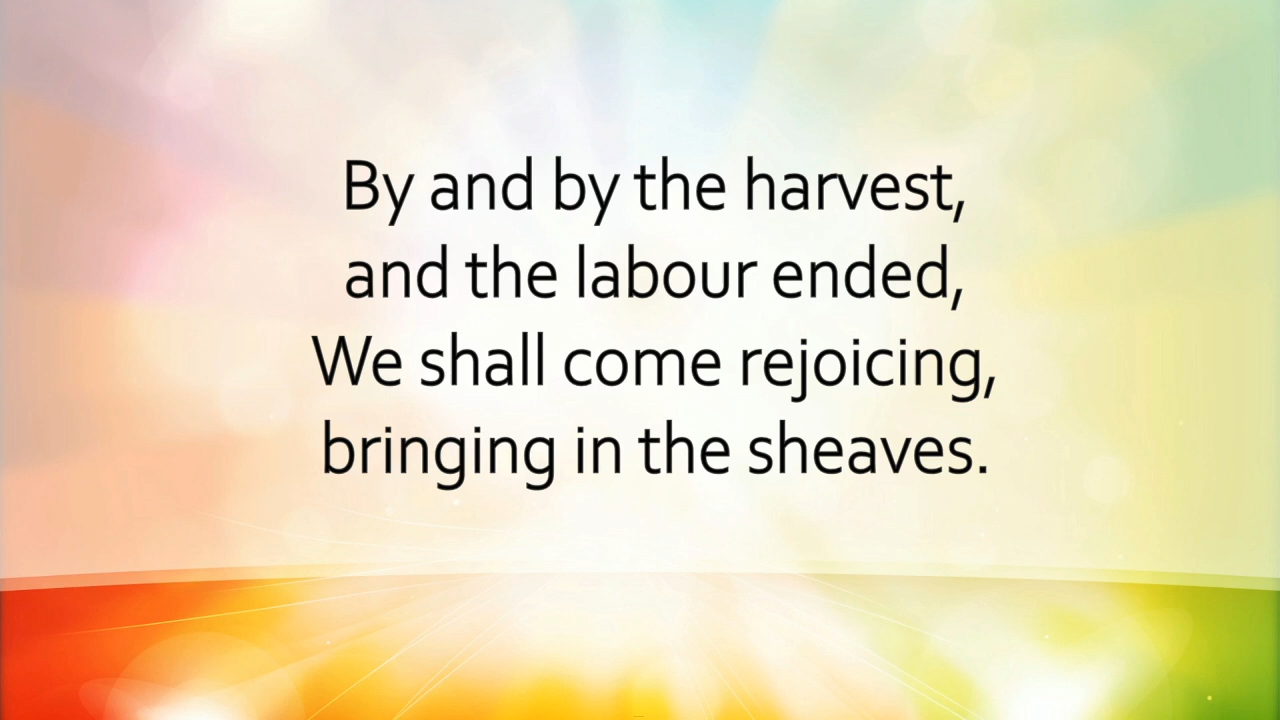 By and by the harvest,
and the labour ended,
We shall come rejoicing,
bringing in the sheaves.